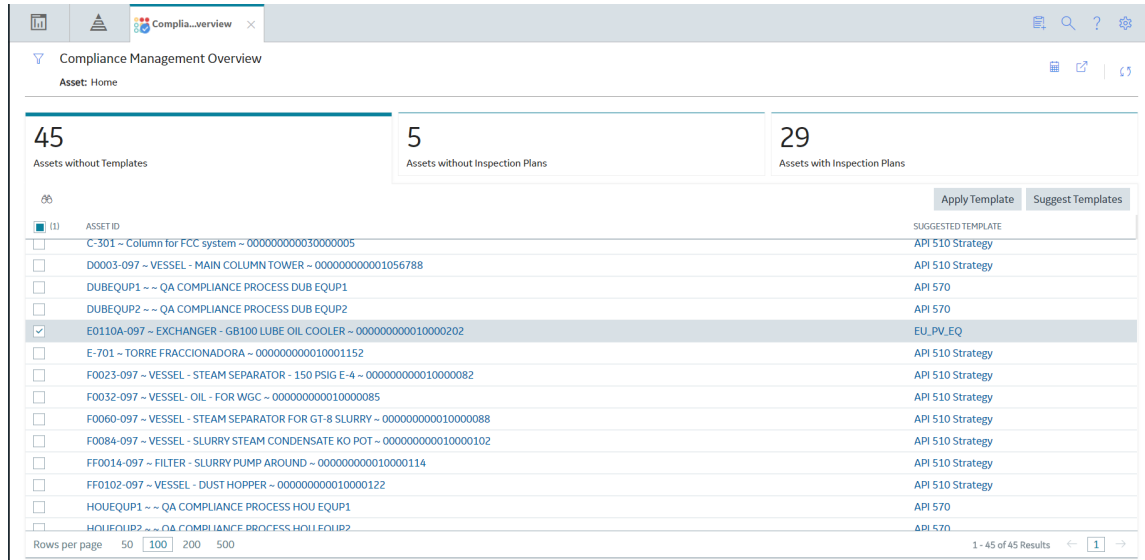 Complia...verview
Compliance Management Overview
Asset: Home
45
Assets without Templates
5
Assets without Inspection Plans
29
Assets with Inspection Plans
Apply Template Suggest Templates
(1) ASSET ID SUGGESTED TEMPLATE
C-301 ~ Column for FCC system ~ 000000000030000005 API 510 Strategy
D0003-097 ~ VESSEL - MAIN COLUMN TOWER ~ 000000000001056788 API 510 Strategy
DUBEQUP1 ~ ~ QA COMPLIANCE PROCESS DUB EQUP1 API 570
DUBEQUP2 ~ ~ QA COMPLIANCE PROCESS DUB EQUP2 API 570
E0110A-097 ~ EXCHANGER - GB100 LUBE OIL COOLER ~ 000000000010000202 EU_PV_EQ
E-701 ~ TORRE FRACCIONADORA ~ 000000000010001152 API 510 Strategy
F0023-097 ~ VESSEL - STEAM SEPARATOR - 150 PSIG E-4 ~ 000000000010000082 API 510 Strategy
F0032-097 ~ VESSEL- OIL - FOR WGC ~ 000000000010000085 API 510 Strategy
F0060-097 ~ VESSEL - STEAM SEPARATOR FOR GT-8 SLURRY ~ 000000000010000088 API 510 Strategy
F0084-097 ~ VESSEL - SLURRY STEAM CONDENSATE KO POT ~ 000000000010000102 API 510 Strategy
FF0014-097 ~ FILTER - SLURRY PUMP AROUND ~ 000000000010000114 API 510 Strategy
FF0102-097 ~ VESSEL - DUST HOPPER ~ 000000000010000122 API 510 Strategy
HOUEQUP1 ~ ~ QA COMPLIANCE PROCESS HOU EQUP1 API 570
HOUEQUP2 ~ ~ QA COMPLIANCE PROCESS HOU EQUP2 API 570
Rows per page 50 100 200 500 1 - 45 of 45 Results 1